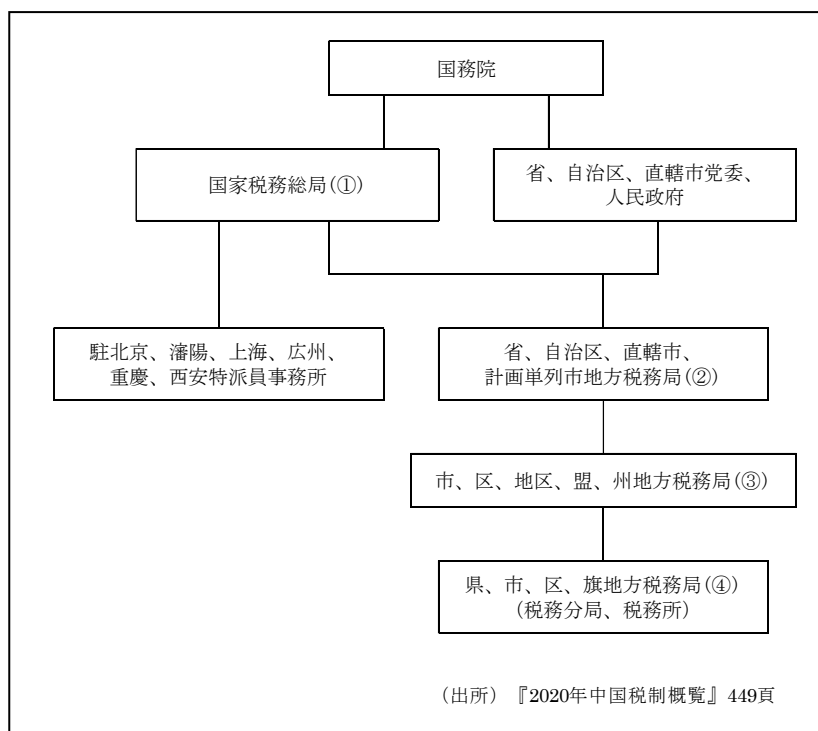 国務院
国家税務総局(①)
省、自治区、直轄市党委、
人民政府
駐北京、瀋陽、上海、広州、
重慶、西安特派員事務所
省、自治区、直轄市、
計画単列市地方税務局(②)
市、区、地区、盟、州地方税務局(③)
県、市、区、旗地方税務局(④)
(税務分局、税務所)
（出所）『2020年中国税制概覧』449頁